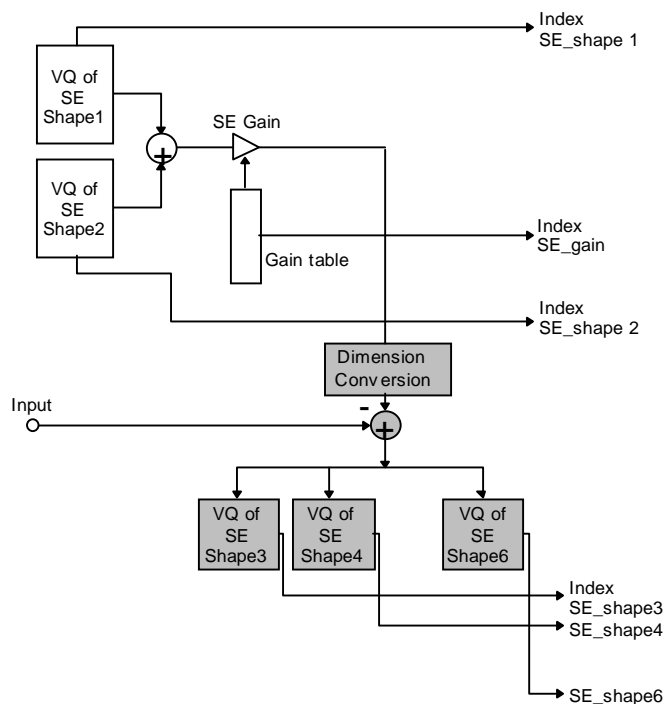 Index
SE_shape 1
VQ of
SE
Shape1
SE Gain
+
VQ of
SE
Shape2
Gain table
Index
SE_gain
Index
SE_shape 2
Dimension
Conversion
Input
-
+
VQ of
SE
Shape3
VQ of
SE
Shape4
VQ of
SE
Shape6
Index
SE_shape3
SE_shape4
SE_shape6